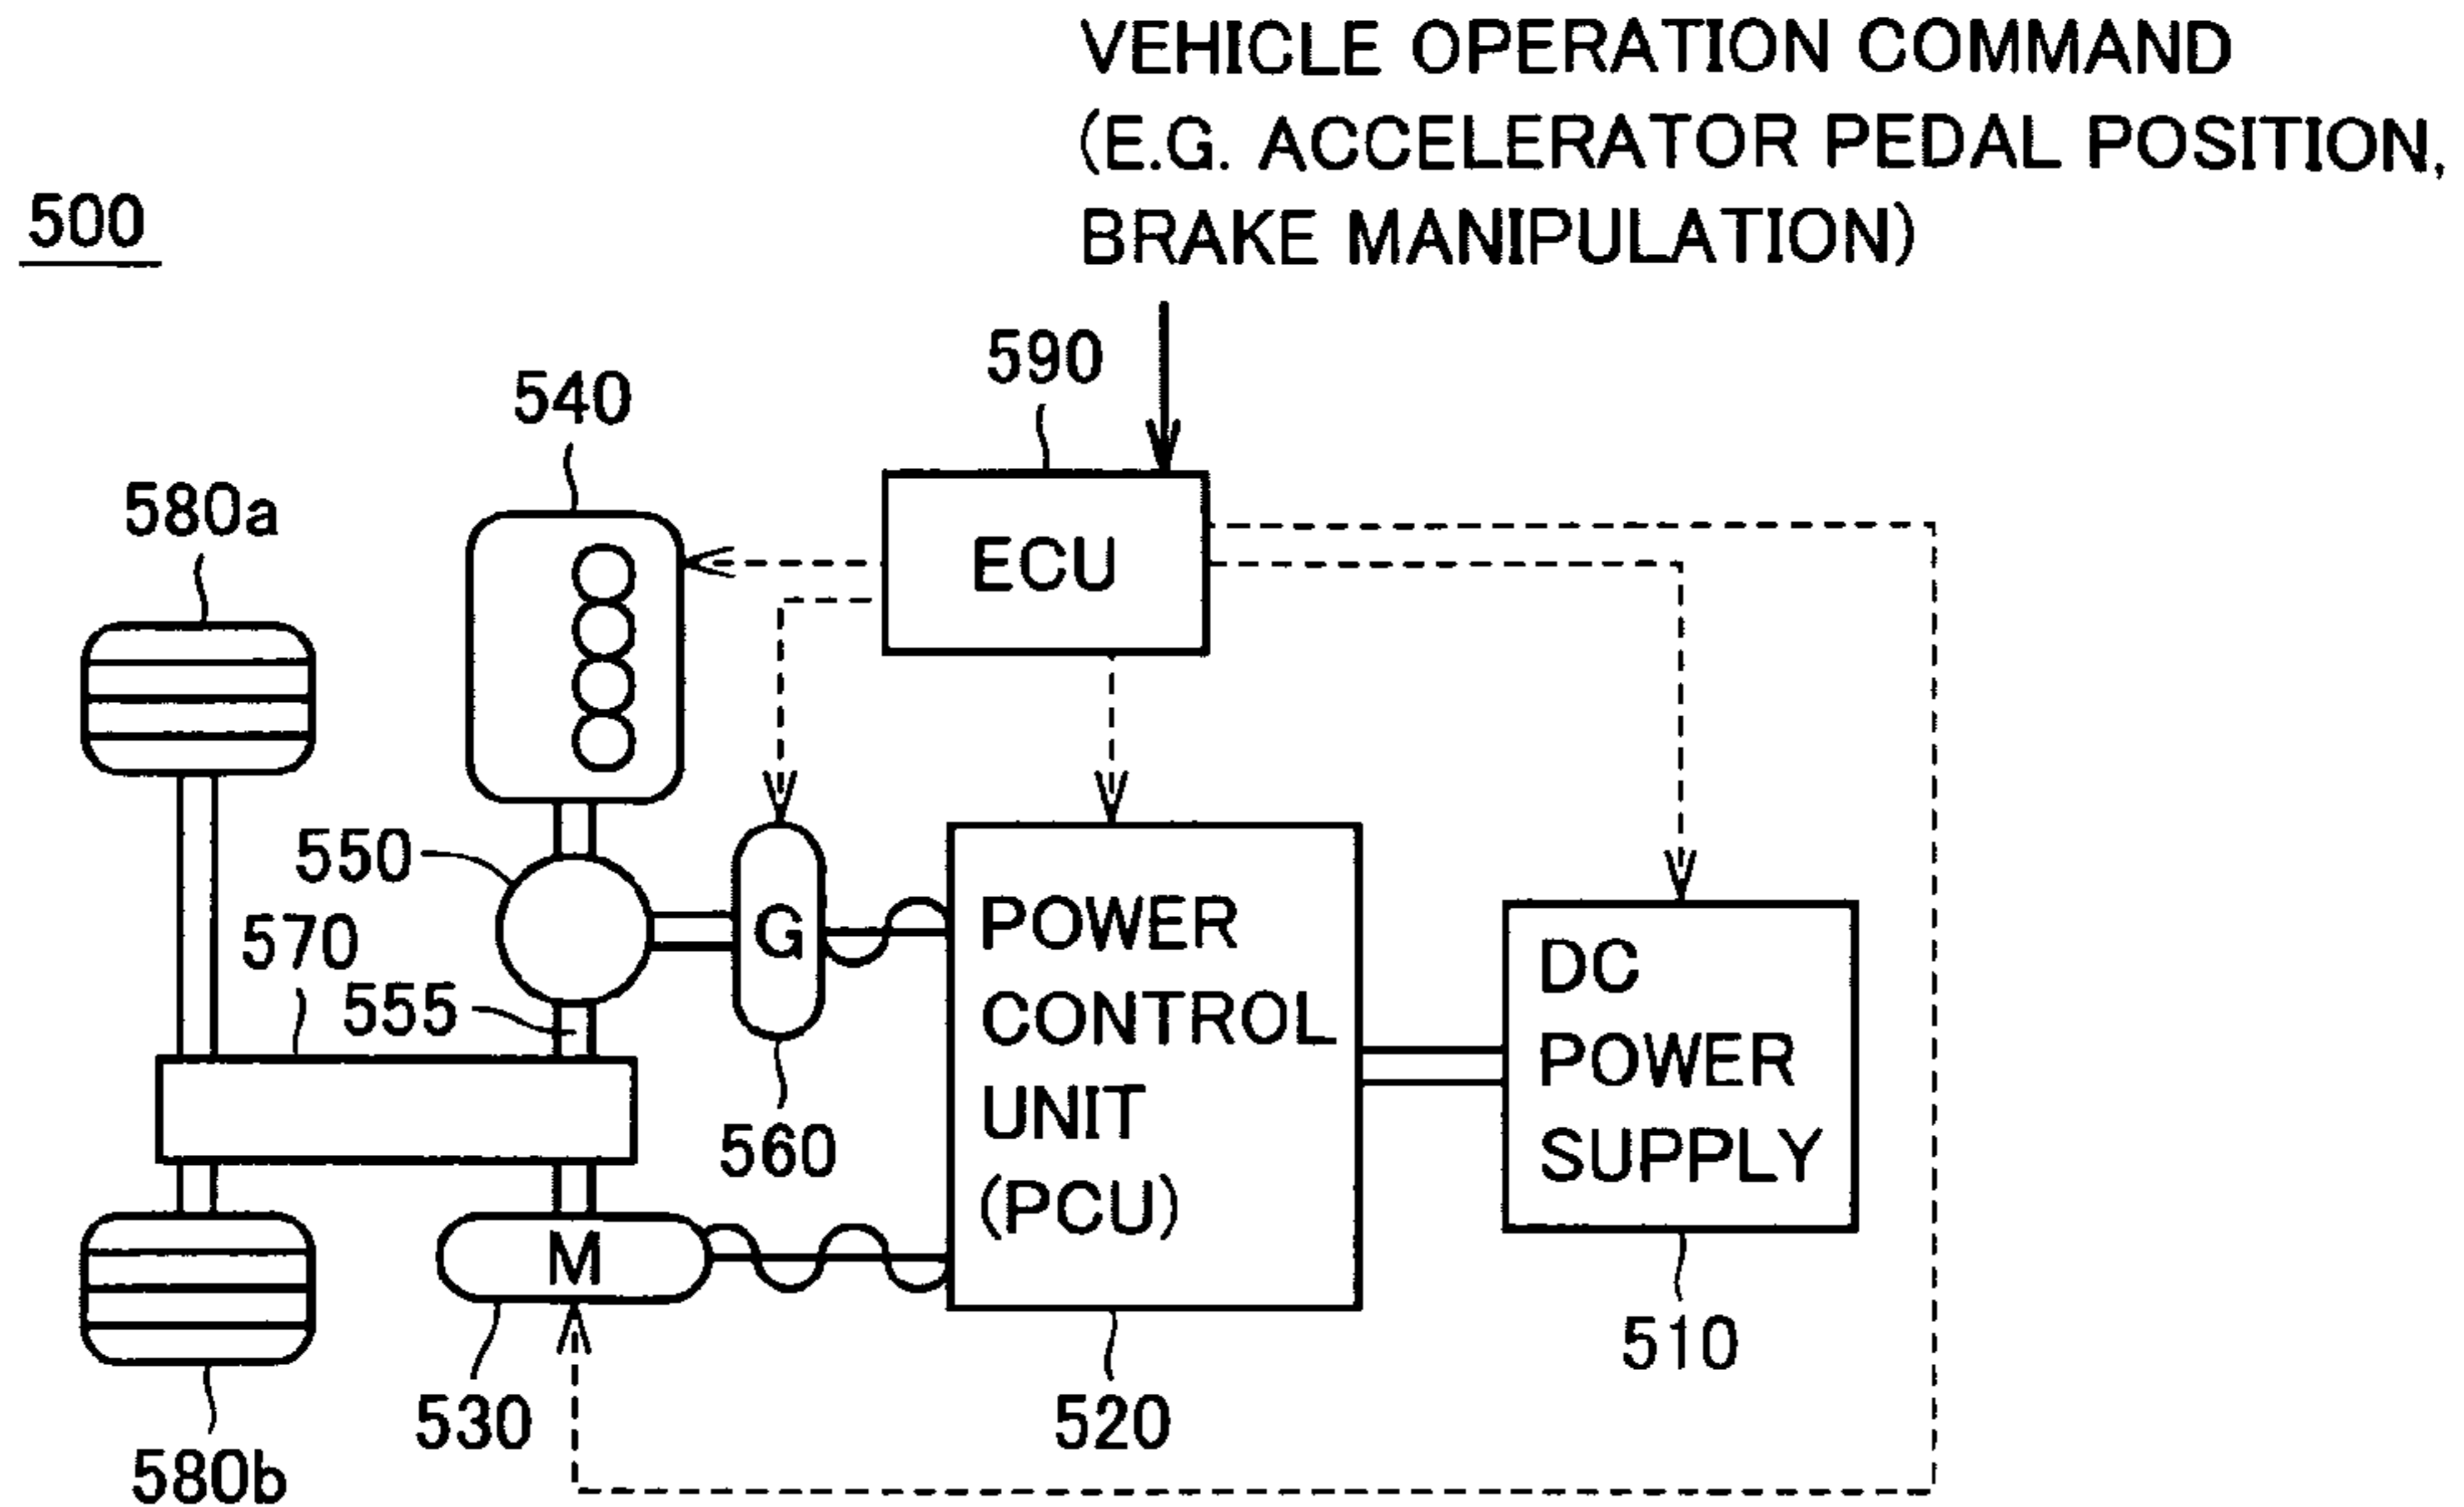 VEHICLE OPERATION COMMAND
(E.G. ACCELERATOR PEDAL POSITION,
BRAKE MANIPULATION)
500
590
540
580a
ECU
550
570
555
G
560
POWER
CONTROL
UNIT
(PCU)
DC
POWER
SUPPLY
M
510
530
520
580b